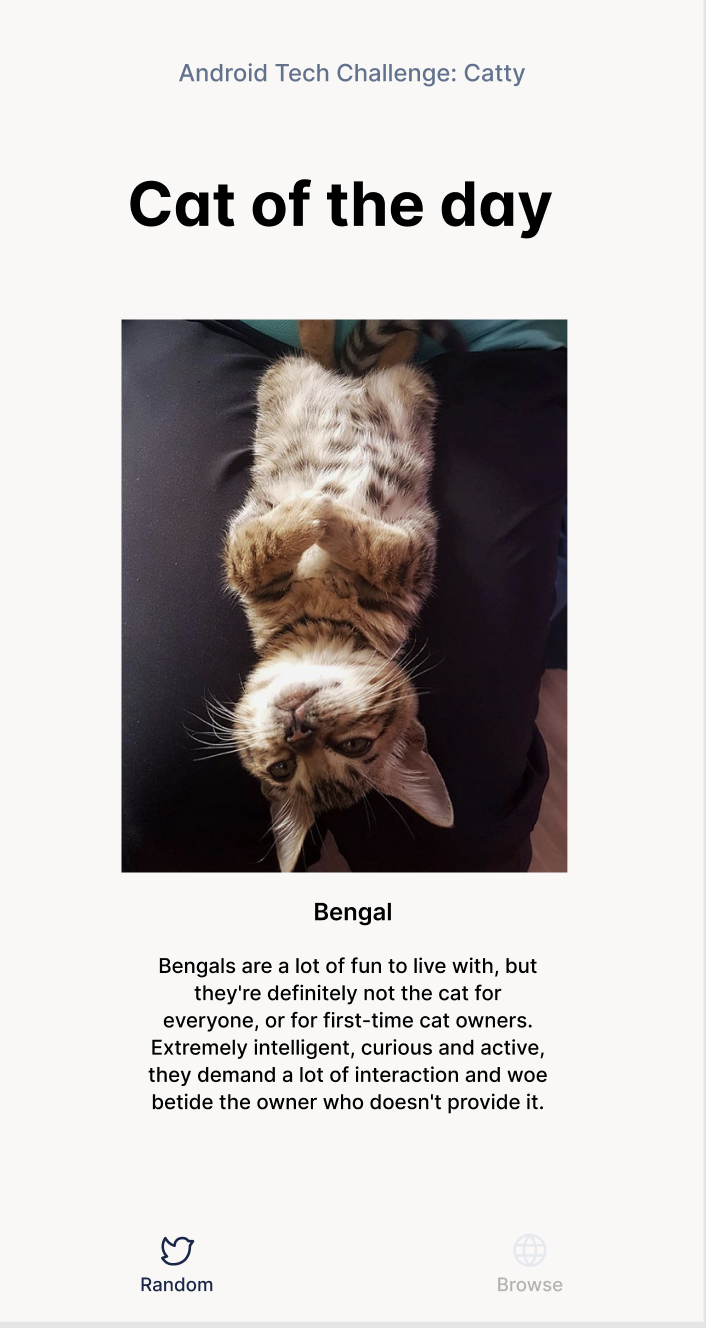 Android Tech Challenge: Catty
Cat of the day
Bengal
Bengals are a lot of fun to live with, but
they're definitely not the cat for
everyone, or for first-time cat owners.
Extremely intelligent, curious and active,
they demand a lot of interaction and woe
betide the owner who doesn't provide it.
Random
Browse